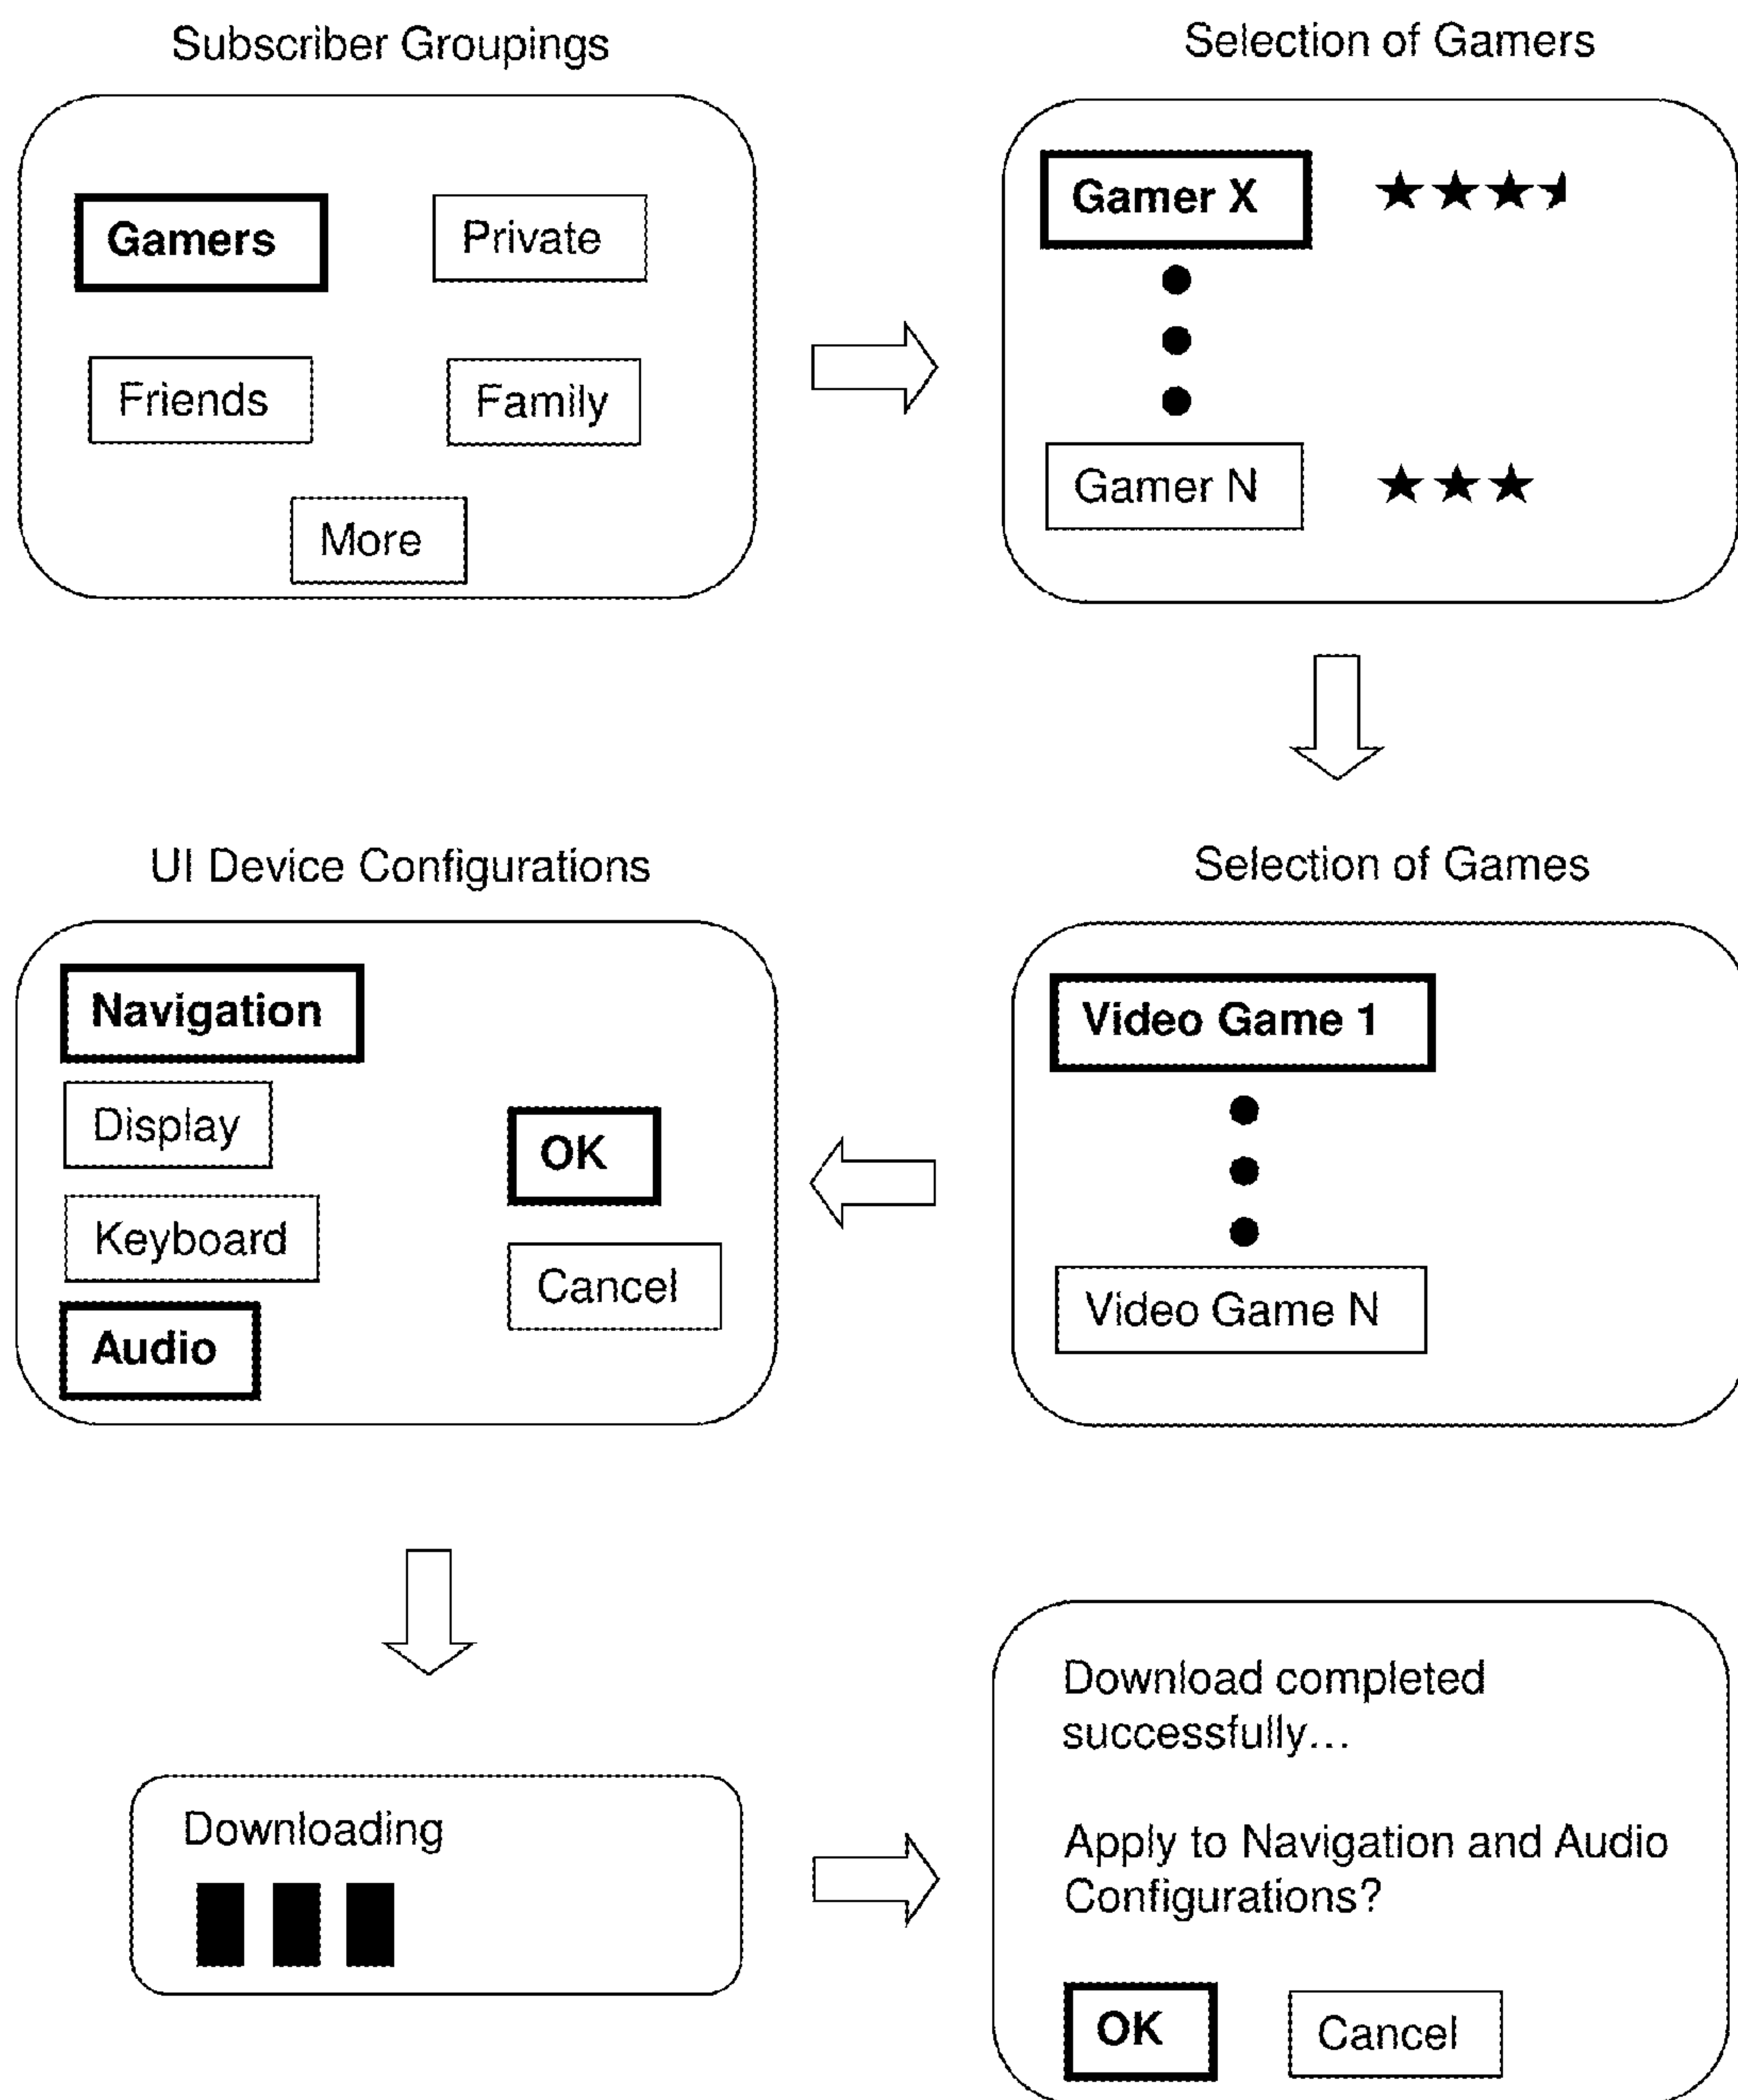 Subscriber Groupings
Gamers
Private
Friends
Family
More
Selection of Gamers
Gamer X
Gamer N
Selection of Games
Video Game 1
Video Game N
UI Device Configurations
Navigation
Display
Keyboard
Audio
OK
Cancel
Downloading
Download completed
successfully...
Apply to Navigation and Audio
Configurations?
OK
Cancel